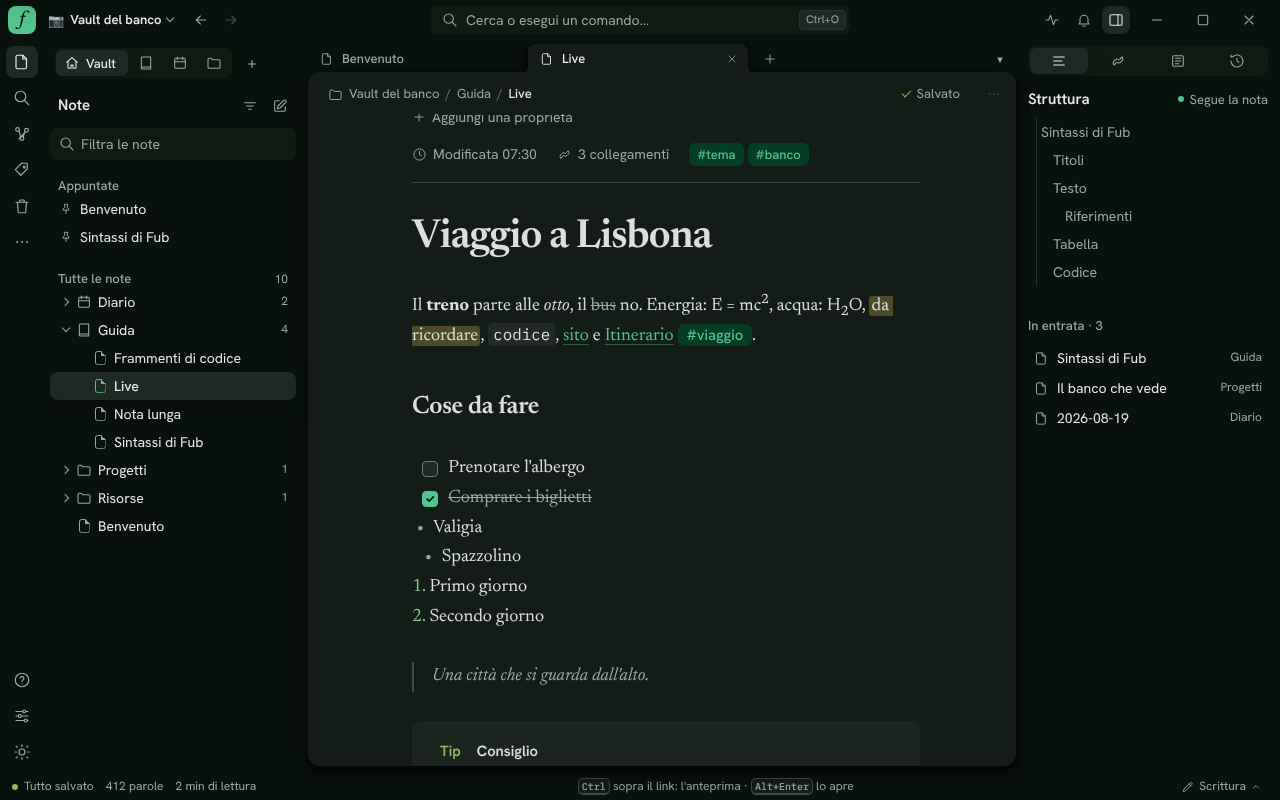 f Vault del banco
Cerca o esegui un comando…
Ctrl+O
Vault
Note
Filtra le note
Appuntate
Benvenuto
Sintassi di Fub
Tutte le note 10
Diario 2
Guida 4
Frammenti di codice
Live
Nota lunga
Sintassi di Fub
Progetti 1
Risorse 1
Benvenuto
Benvenuto
Live
Vault del banco / Guida / Live
Salvato
Aggiungi una proprietà
Modificata 07:30 3 collegamenti #tema #banco
Viaggio a Lisbona
Il treno parte alle otto, il bus no. Energia: E = mc2, acqua: H2O, da
ricordare, codice, sito e Itinerario #viaggio.
Cose da fare
Prenotare l'albergo
Comprare i biglietti
• Valigia
• Spazzolino
1. Primo giorno
2. Secondo giorno
Una città che si guarda dall'alto.
Tip Consiglio
Struttura
Segue la nota
Sintassi di Fub
Titoli
Testo
Riferimenti
Tabella
Codice
In entrata · 3
Sintassi di Fub Guida
Il banco che vede Progetti
2026-08-19 Diario
Tutto salvato 412 parole 2 min di lettura
Ctrl sopra il link: l'anteprima · Alt+Enter lo apre
Scrittura